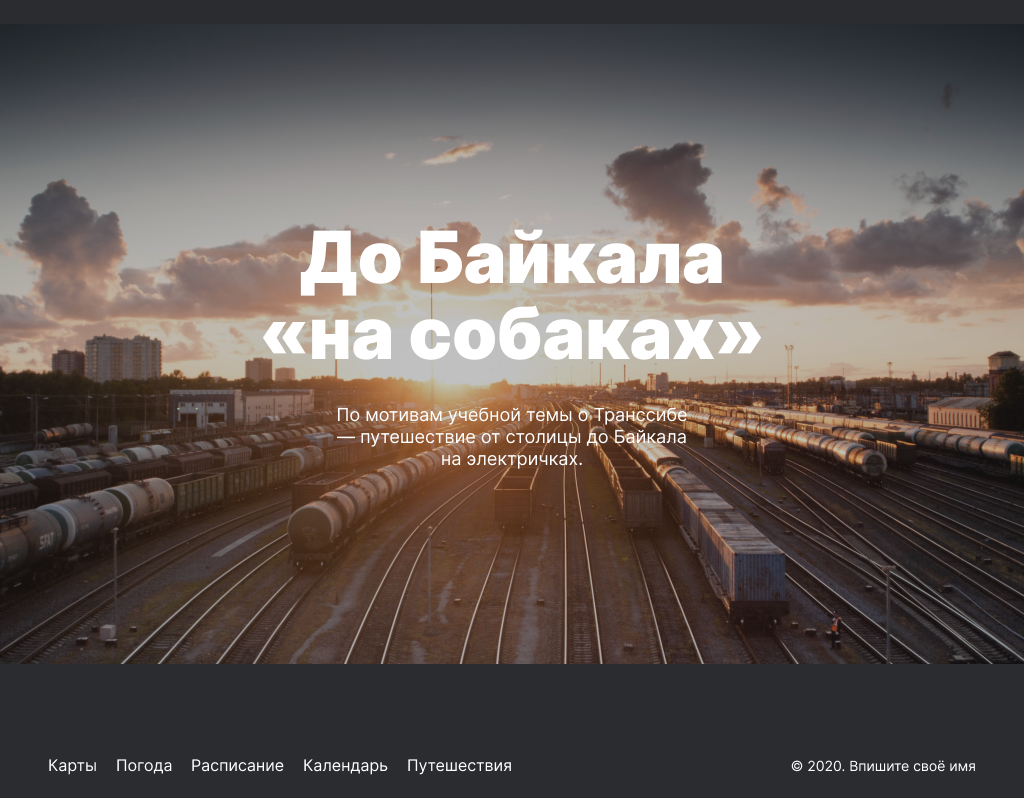 До Байкала
«на собаках»
По мотивам учебной темы о Транссибе
— путешествие от столицы до Байкала
на электричках.
Карты Погода Расписание Календарь Путешествия
© 2020. Впишите своё имя